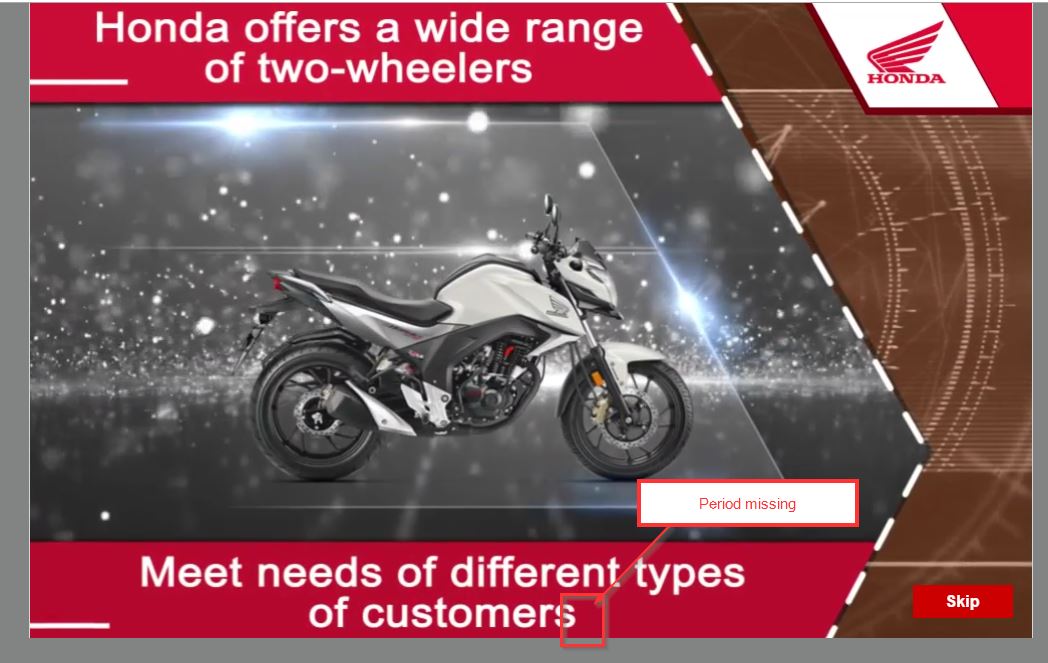 Honda offers a wide range
of two-wheelers
HONDA
Period missing
Meet needs of different types
of customers
Skip